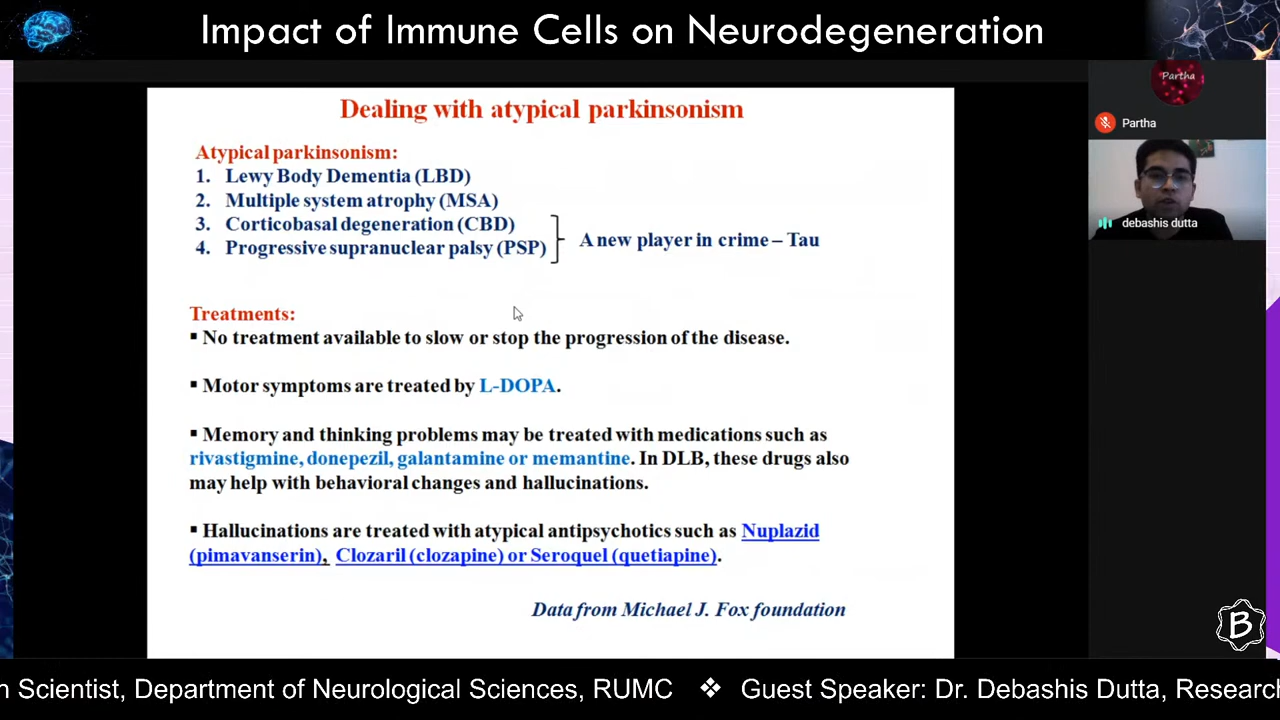 Impact of Immune Cells on Neurodegeneration
Dealing with atypical parkinsonism
Atypical parkinsonism:
1. Lewy Body Dementia (LBD)
2. Multiple system atrophy (MSA)
3. Corticobasal degeneration (CBD)
4. Progressive supranuclear palsy (PSP)
A new player in crime – Tau
Treatments:
▪ No treatment available to slow or stop the progression of the disease.
▪ Motor symptoms are treated by L-DOPA.
▪ Memory and thinking problems may be treated with medications such as
rivastigmine, donepezil, galantamine or memantine. In DLB, these drugs also
may help with behavioral changes and hallucinations.
▪ Hallucinations are treated with atypical antipsychotics such as Nuplazid
(pimavanserin), Clozaril (clozapine) or Seroquel (quetiapine).
Data from Michael J. Fox foundation
Partha
Partha
debashis dutta
B
n Scientist, Department of Neurological Sciences, RUMC ❖ Guest Speaker: Dr. Debashis Dutta, Research